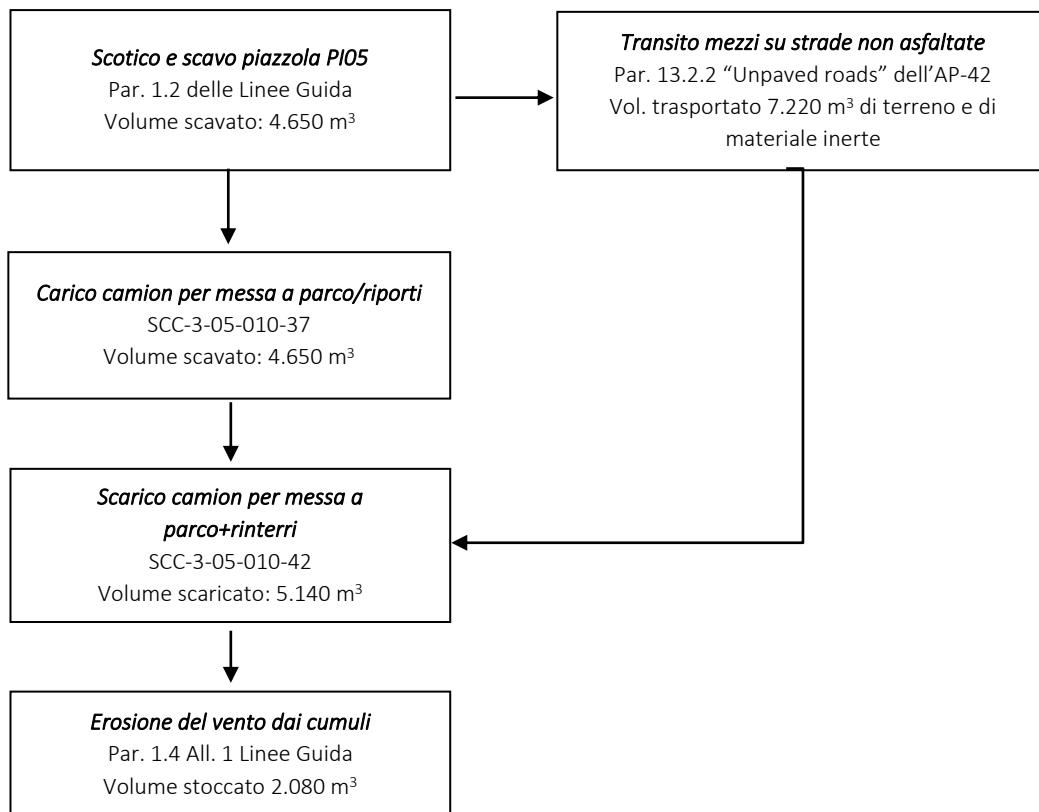 Scotico e scavo piazzola PI05
Par. 1.2 delle Linee Guida
Volume scavato: 4.650 m³
Transito mezzi su strade non asfaltate
Par. 13.2.2 “Unpaved roads” dell’AP-42
Vol. trasportato 7.220 m³ di terreno e di
materiale inerte
Carico camion per messa a parco/riporti
SCC-3-05-010-37
Volume scavato: 4.650 m³
Scarico camion per messa a
parco+rinterri
SCC-3-05-010-42
Volume scaricato: 5.140 m³
Erosione del vento dai cumuli
Par. 1.4 All. 1 Linee Guida
Volume stoccato 2.080 m³